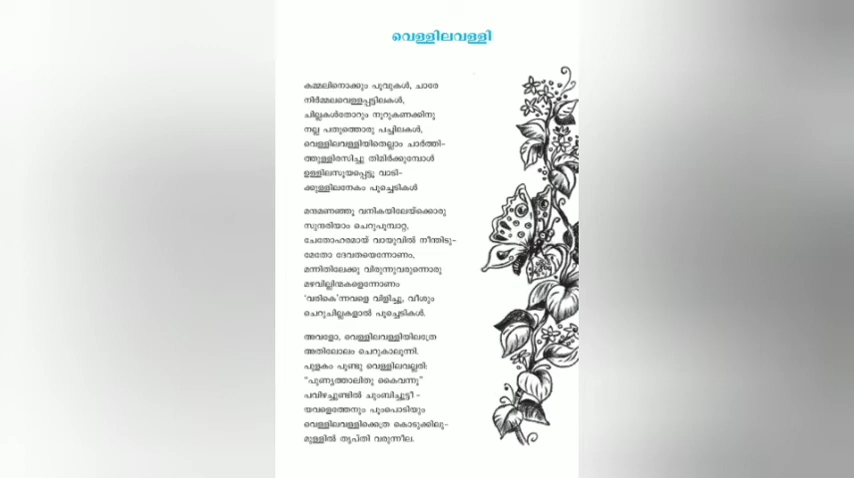 വെള്ളിലവള്ളി
കമ്മലിനൊക്കും പൂവുകൾ, ചാരേ
നിർമ്മലവെള്ളപ്പട്ടിലകൾ,
ചില്ലകൾതോറും നൂറുകണക്കിനു
നല്ല പതുത്തൊരു പച്ചിലകൾ,
വെള്ളിലവള്ളിയിതെല്ലാം ചാർത്തി-
ത്തുള്ളിരസിച്ചു തിമിർക്കുമ്പോൾ
ഉള്ളിലസൂയപ്പെട്ടൂ വാടി-
ക്കുള്ളിലനേകം പൂച്ചെടികൾ
മന്ദമണഞ്ഞൂ വനികയിലേയ്ക്കൊരു
സുന്ദരിയാം ചെറുപൂമ്പാറ്റ,
ചേതോഹരമായ് വായുവിൽ നീന്തിടു-
മേതോ ദേവതയെന്നോണം,
മന്നിതിലേക്കു വിരുന്നുവരുന്നൊരു
മഴവില്ലിന്മകളെന്നോണം
'വരികെ'ന്നവളെ വിളിച്ചൂ, വീശും
ചെറുചില്ലകളാൽ പൂച്ചെടികൾ.
അവളോ, വെള്ളിലവള്ളിയിലത്രേ
അതിലോലം ചെറുകാലൂന്നി.
പുളകം പൂണ്ടു വെള്ളിലവല്ലരി:
"പുണ്യത്താലിതു കൈവന്നൂ"
പവിഴച്ചുണ്ടിൽ ചുംബിച്ചൂട്ടീ -
യവളെത്തേനും പൂംപൊടിയും
വെള്ളിലവള്ളിക്കെത്ര കൊടുക്കിലു-
മുള്ളിൽ തൃപ്തി വരുന്നീല.